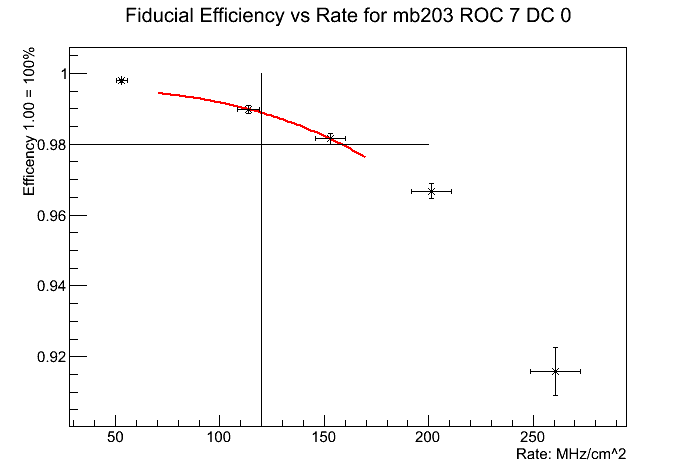 Fiducial Efficiency vs Rate for mb203 ROC 7 DC 0
Efficency 1.00 = 100%
1
0.98
0.96
0.94
0.92
50 100 150 200 250
Rate: MHz/cm^2